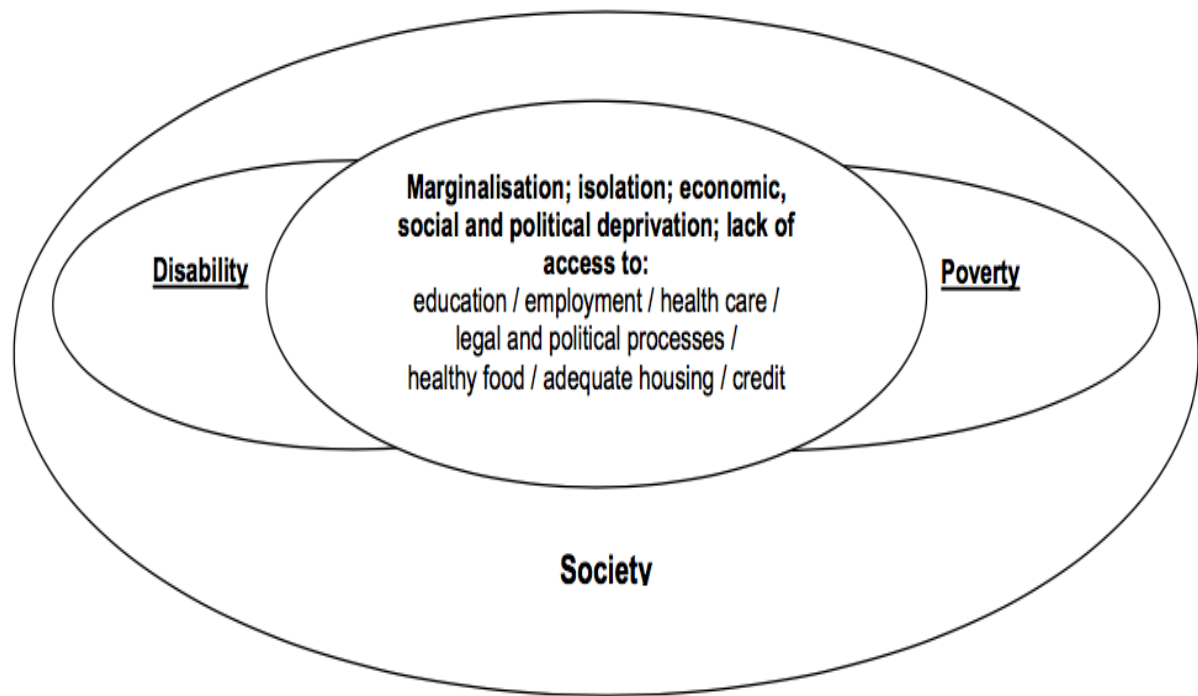 Marginalisation; isolation; economic,
social and political deprivation; lack of
access to:
education / employment / health care /
legal and political processes /
healthy food / adequate housing / credit
Disability
Poverty
Society